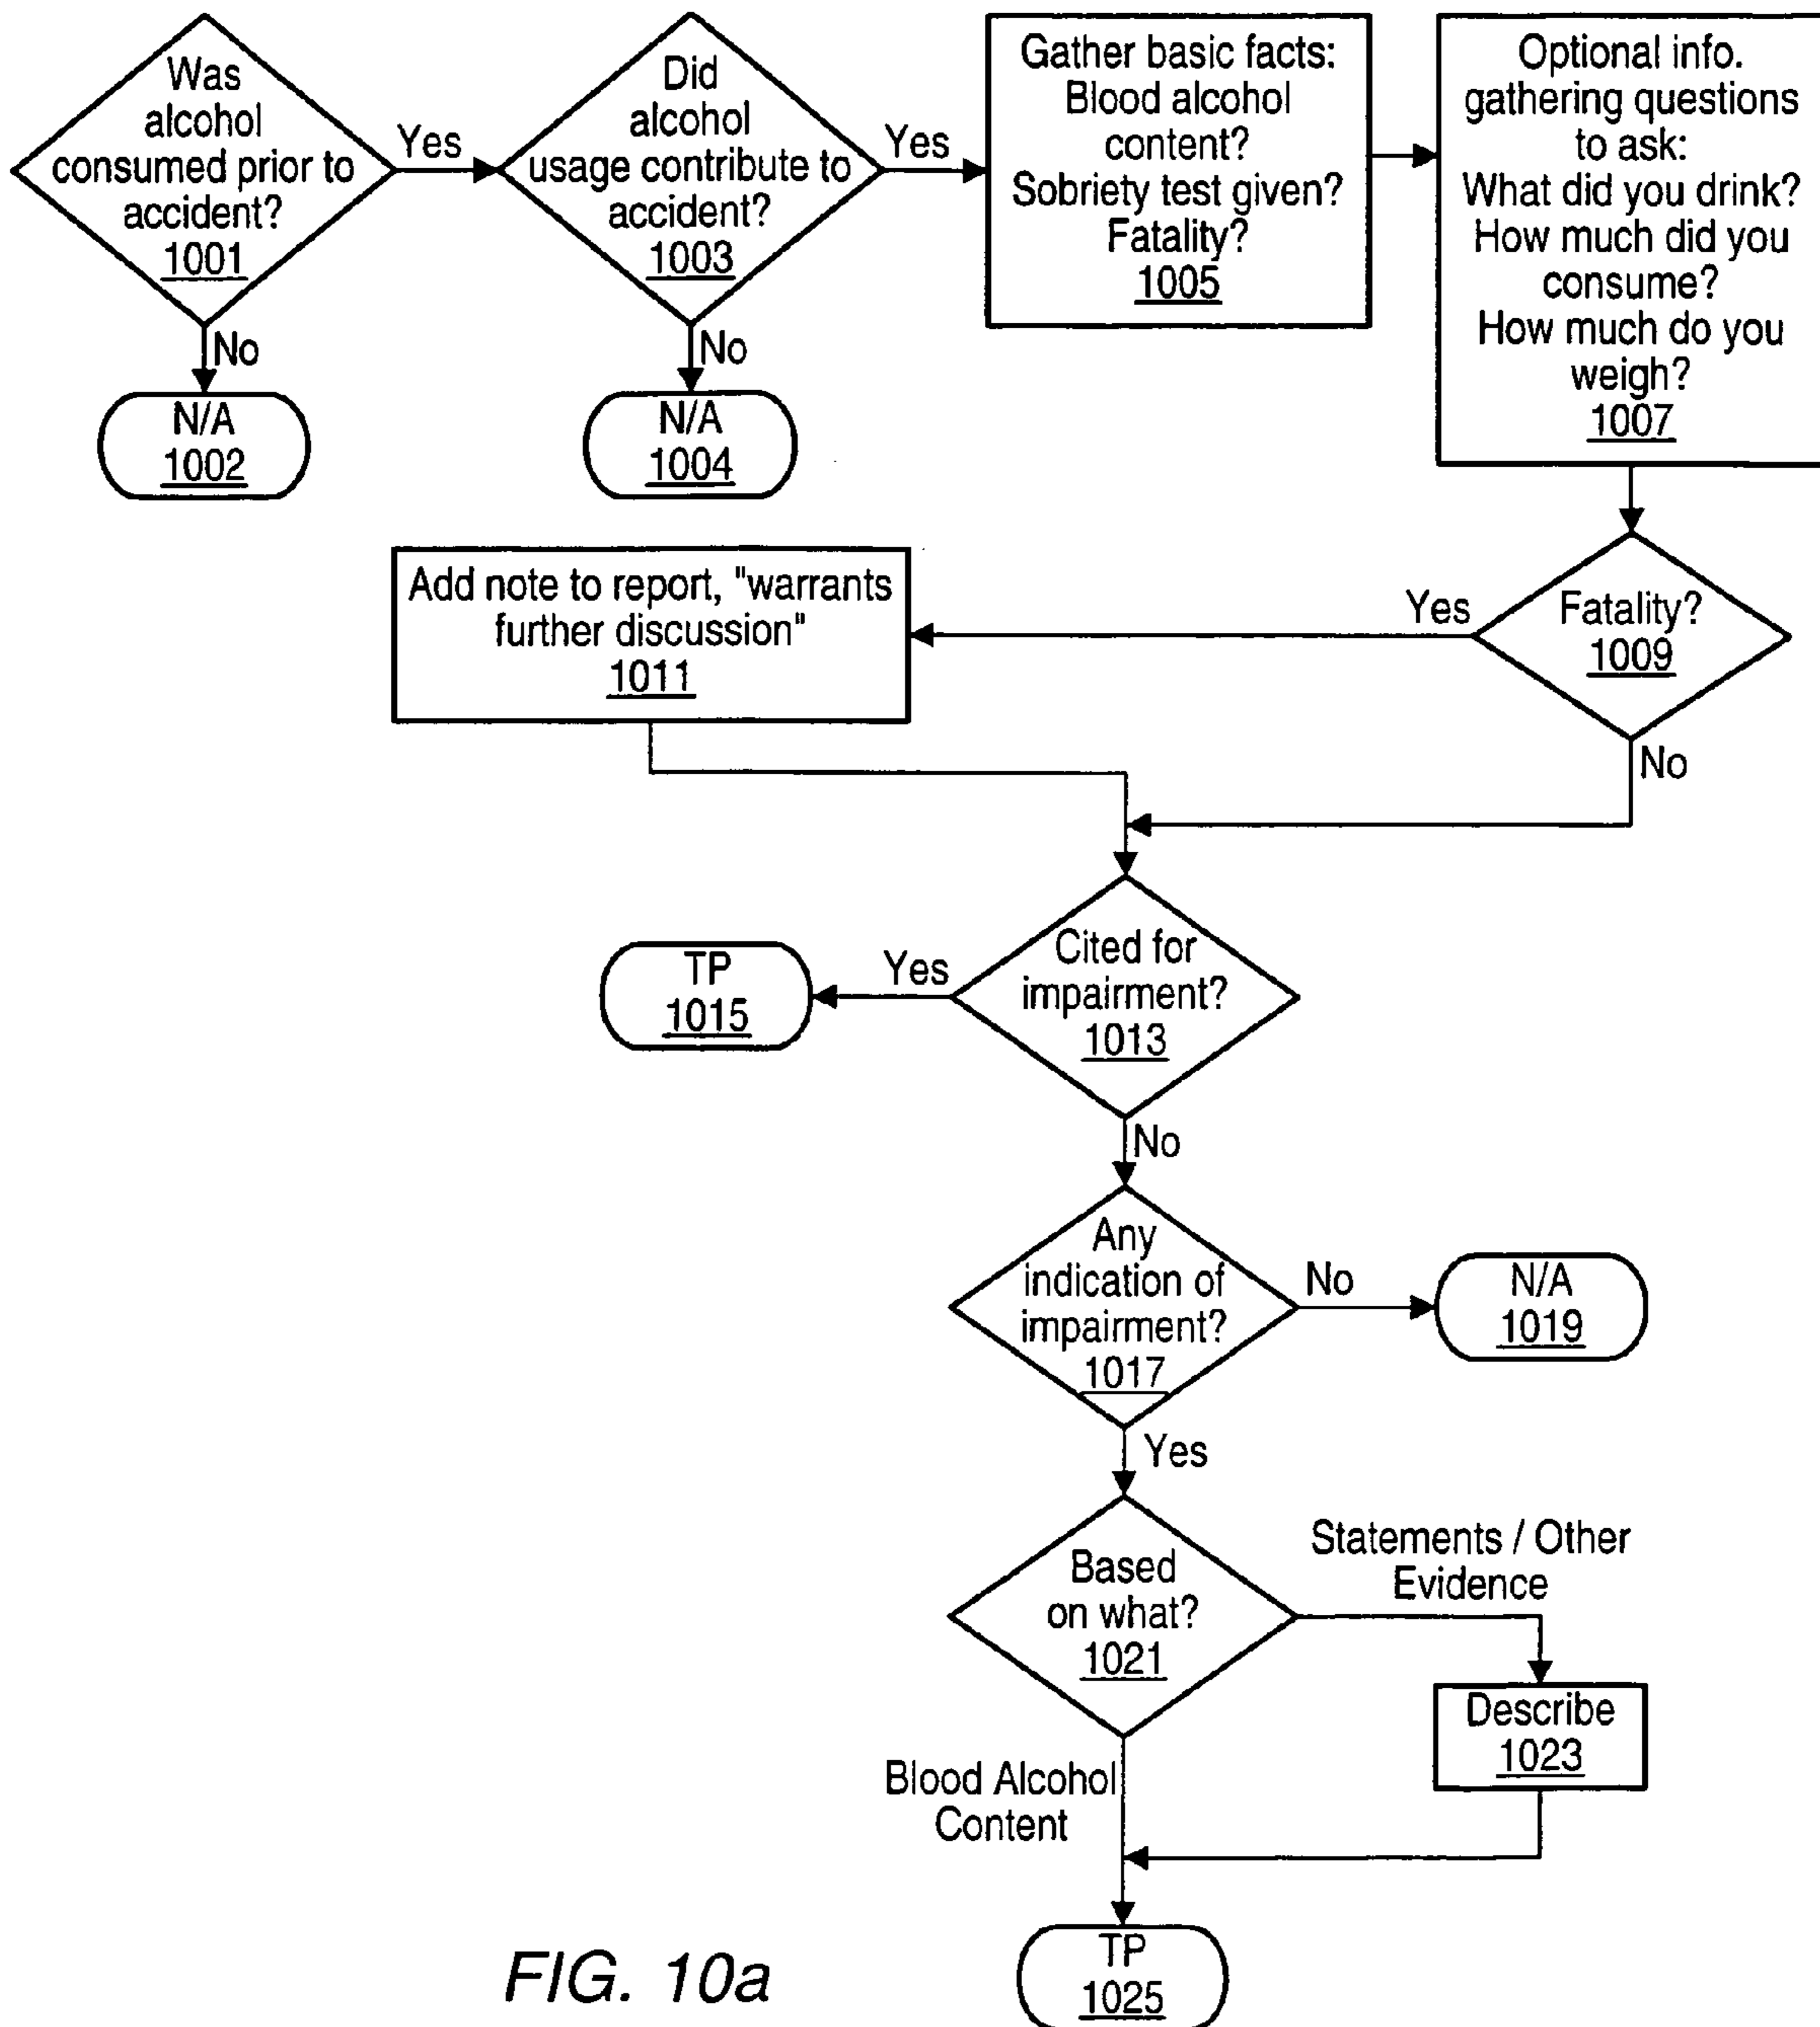 Was
alcohol
consumed prior to
accident?
1001
Yes
No
N/A
1002
Did
alcohol
usage contribute to
accident?
1003
Yes
No
N/A
1004
Gather basic facts:
Blood alcohol
content?
Sobriety test given?
Fatality?
1005
Optional info.
gathering questions
to ask:
What did you drink?
How much did you
consume?
How much do you
weigh?
1007
Fatality?
1009
Yes
No
Add note to report, "warrants
further discussion"
1011
Cited for
impairment?
1013
Yes
TP
1015
No
Any
indication of
impairment?
1017
No
N/A
1019
Yes
Based
on what?
1021
Statements / Other
Evidence
Describe
1023
Blood Alcohol
Content
TP
1025
FIG. 10a